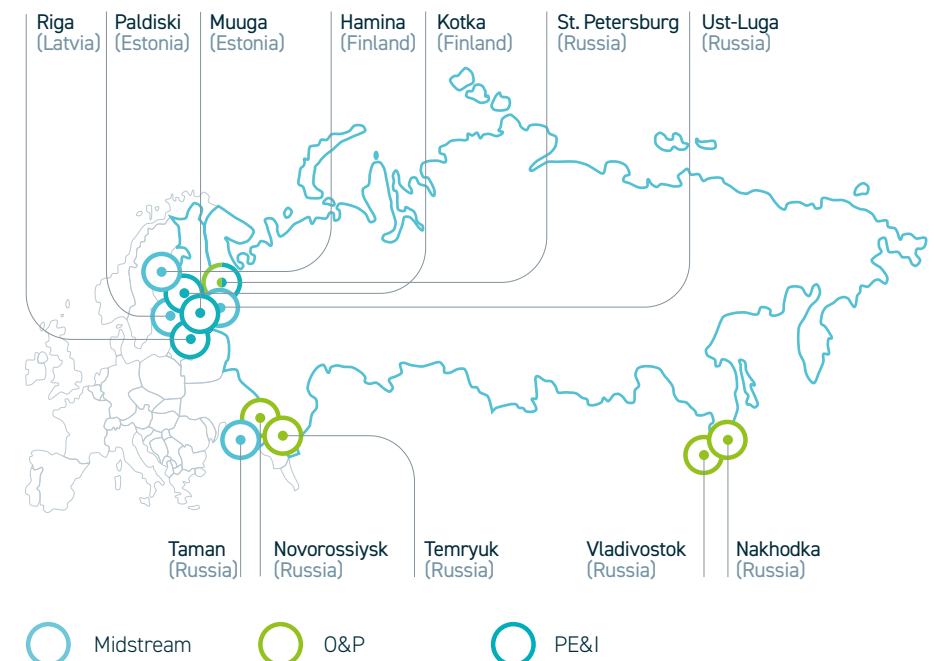 Riga
(Latvia)
Paldiski
(Estonia)
Muuga
(Estonia)
Hamina
(Finland)
Kotka
(Finland)
St. Petersburg
(Russia)
Ust-Luga
(Russia)
Taman
(Russia)
Novorossiysk
(Russia)
Temryuk
(Russia)
Vladivostok
(Russia)
Nakhodka
(Russia)
Midstream
O&P
PE&I